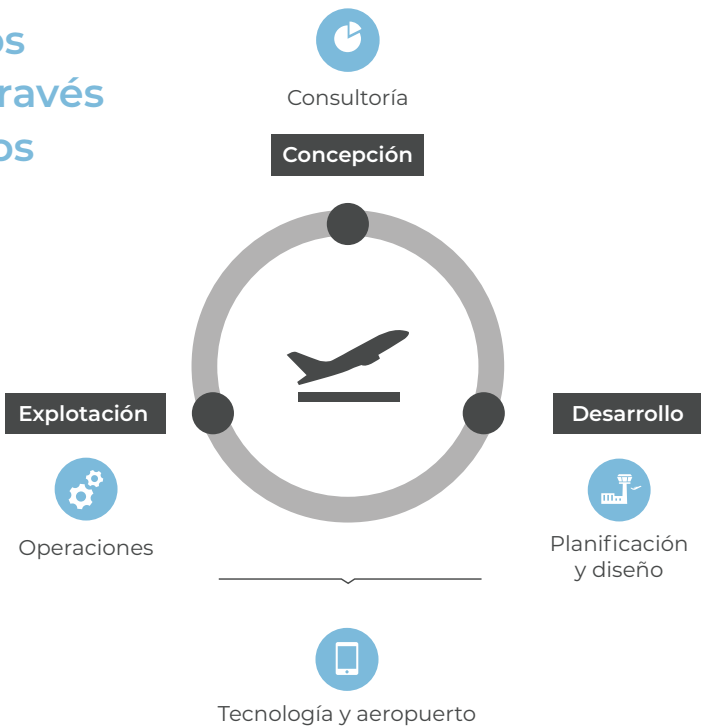 os
ravés
os
Consultoría
Concepción
Explotación
Desarrollo
Operaciones
Planificación
y diseño
Tecnología y aeropuerto